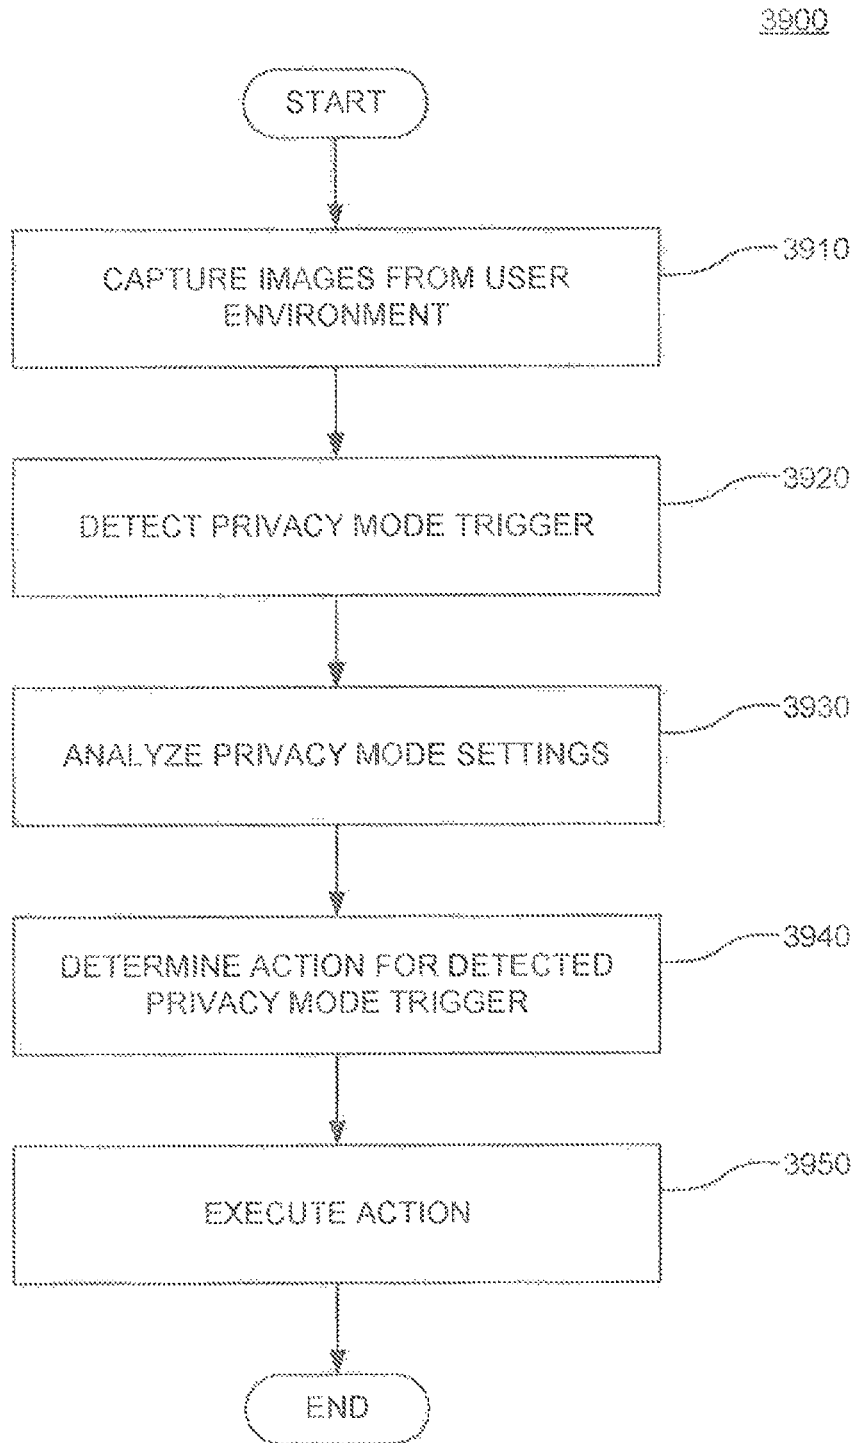 3900
START
CAPTURE IMAGES FROM USER
ENVIRONMENT
3910
DETECT PRIVACY MODE TRIGGER
3920
ANALYZE PRIVACY MODE SETTINGS
3930
DETERMINE ACTION FOR DETECTED
PRIVACY MODE TRIGGER
3940
EXECUTE ACTION
3950
END